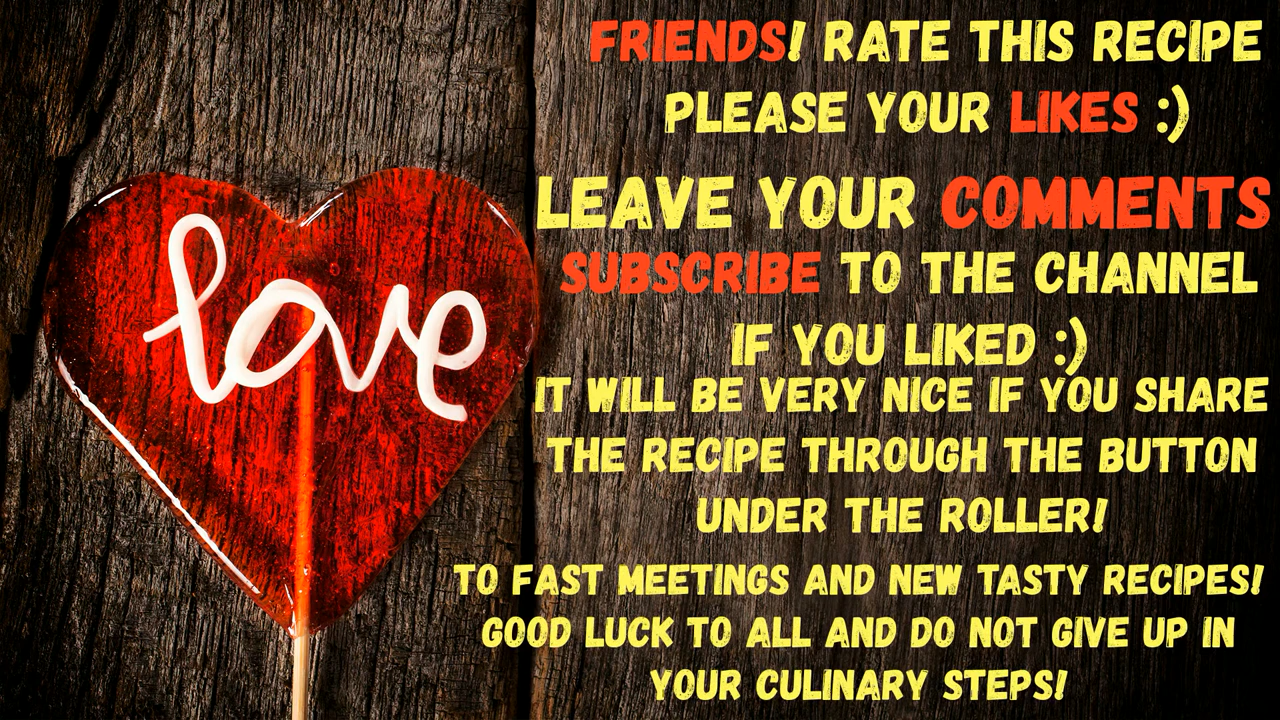 love
FRIENDS! RATE THIS RECIPE
PLEASE YOUR LIKES :)
LEAVE YOUR COMMENTS
SUBSCRIBE TO THE CHANNEL
IF YOU LIKED :)
IT WILL BE VERY NICE IF YOU SHARE
THE RECIPE THROUGH THE BUTTON
UNDER THE ROLLER!
TO FAST MEETINGS AND NEW TASTY RECIPES!
GOOD LUCK TO ALL AND DO NOT GIVE UP IN
YOUR CULINARY STEPS!